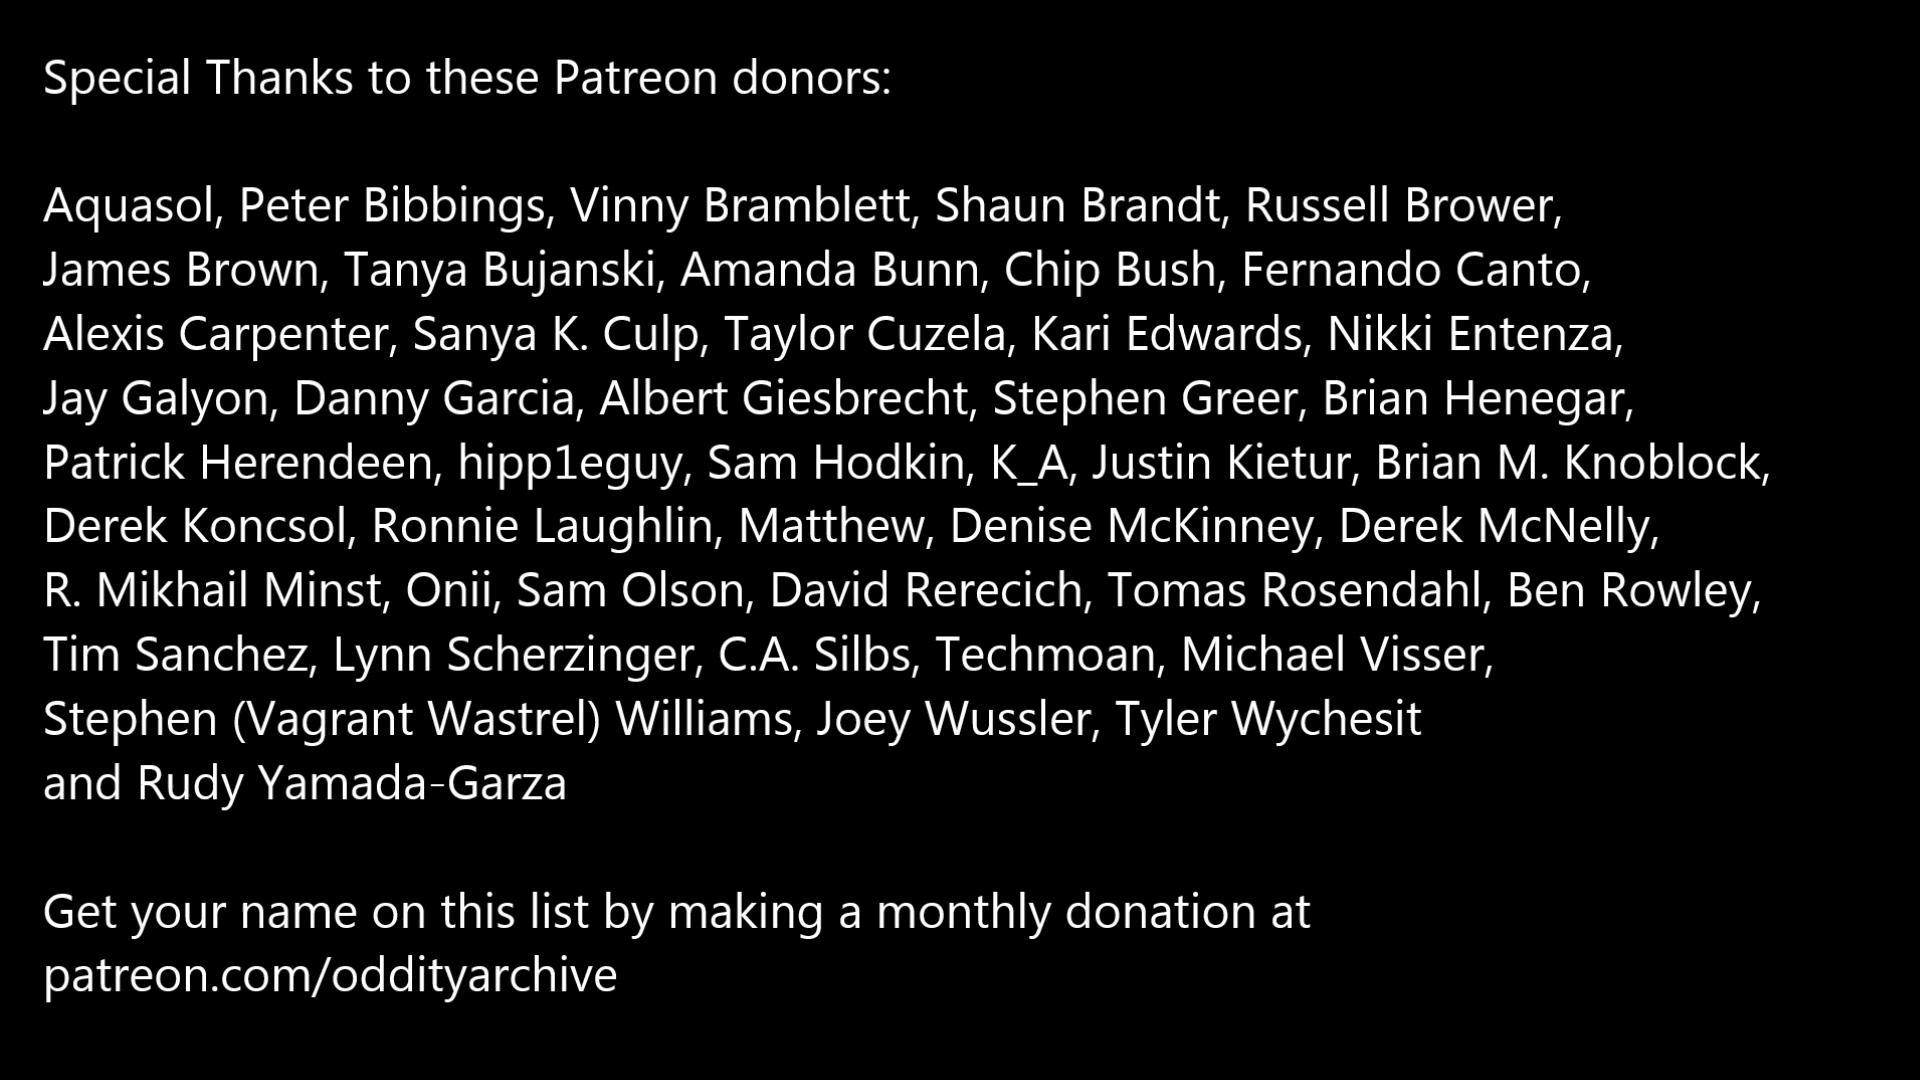 Special Thanks to these Patreon donors:
Aquasol, Peter Bibbings, Vinny Bramblett, Shaun Brandt, Russell Brower,
James Brown, Tanya Bujanski, Amanda Bunn, Chip Bush, Fernando Canto,
Alexis Carpenter, Sanya K. Culp, Taylor Cuzela, Kari Edwards, Nikki Entenza,
Jay Galyon, Danny Garcia, Albert Giesbrecht, Stephen Greer, Brian Henegar,
Patrick Herendeen, hipp1eguy, Sam Hodkin, K_A, Justin Kietur, Brian M. Knoblock,
Derek Koncsol, Ronnie Laughlin, Matthew, Denise McKinney, Derek McNelly,
R. Mikhail Minst, Onii, Sam Olson, David Rerecich, Tomas Rosendahl, Ben Rowley,
Tim Sanchez, Lynn Scherzinger, C.A. Silbs, Techmoan, Michael Visser,
Stephen (Vagrant Wastrel) Williams, Joey Wussler, Tyler Wychesit
and Rudy Yamada-Garza
Get your name on this list by making a monthly donation at
patreon.com/oddityarchive